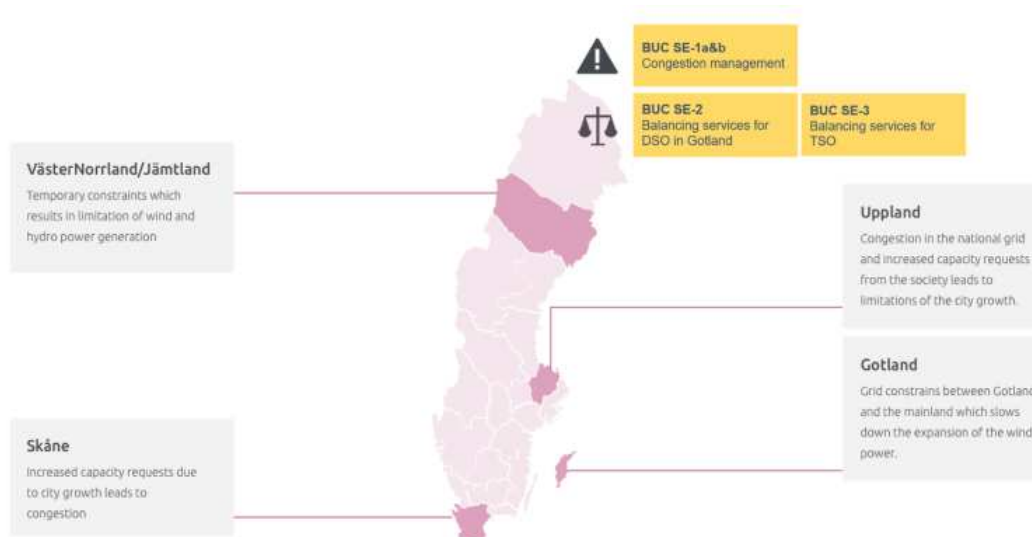 BUC SE-1a&b
Congestion management
BUC SE-2
Balancing services for
DSO in Gotland
BUC SE-3
Balancing services for
TSO
VästerNorrland/Jämtland
Temporary constraints which
results in limitation of wind and
hydro power generation
Uppland
Congestion in the national grid
and increased capacity requests
from the society leads to
limitations of the city growth.
Gotland
Grid constrains between Gotland
and the mainland which slows
down the expansion of the wind
power.
Skåne
Increased capacity requests due
to city growth leads to
congestion